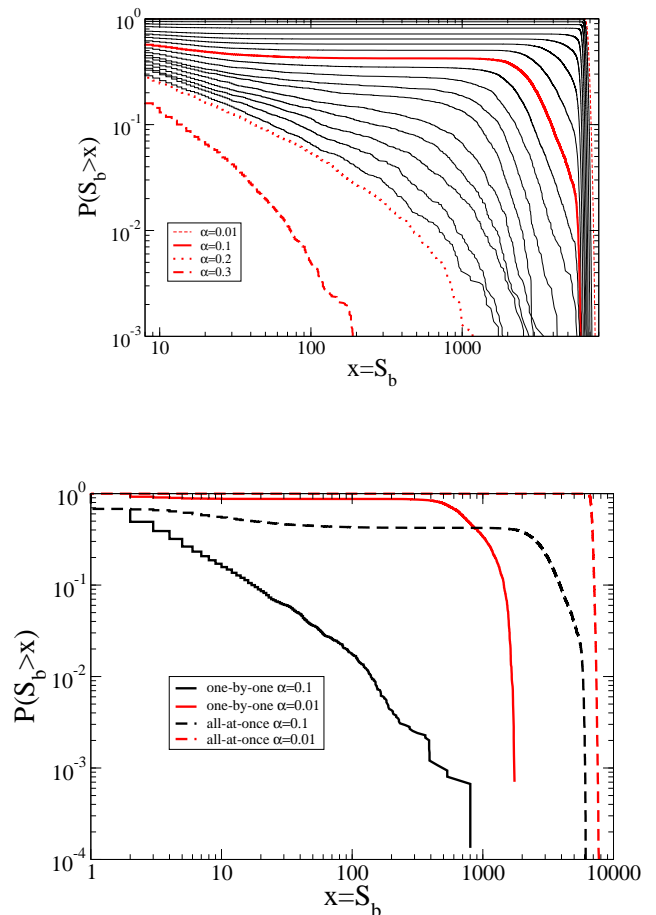 10^0
10^-1
10^-2
10^-3
P(S_b>x)
α=0.01
α=0.1
α=0.2
α=0.3
10 100 1000
x=S_b
10^0
10^-1
10^-2
10^-3
10^-4
P(S_b>x)
one-by-one α=0.1
one-by-one α=0.01
all-at-once α=0.1
all-at-once α=0.01
1 10 100 1000 10000
x=S_b